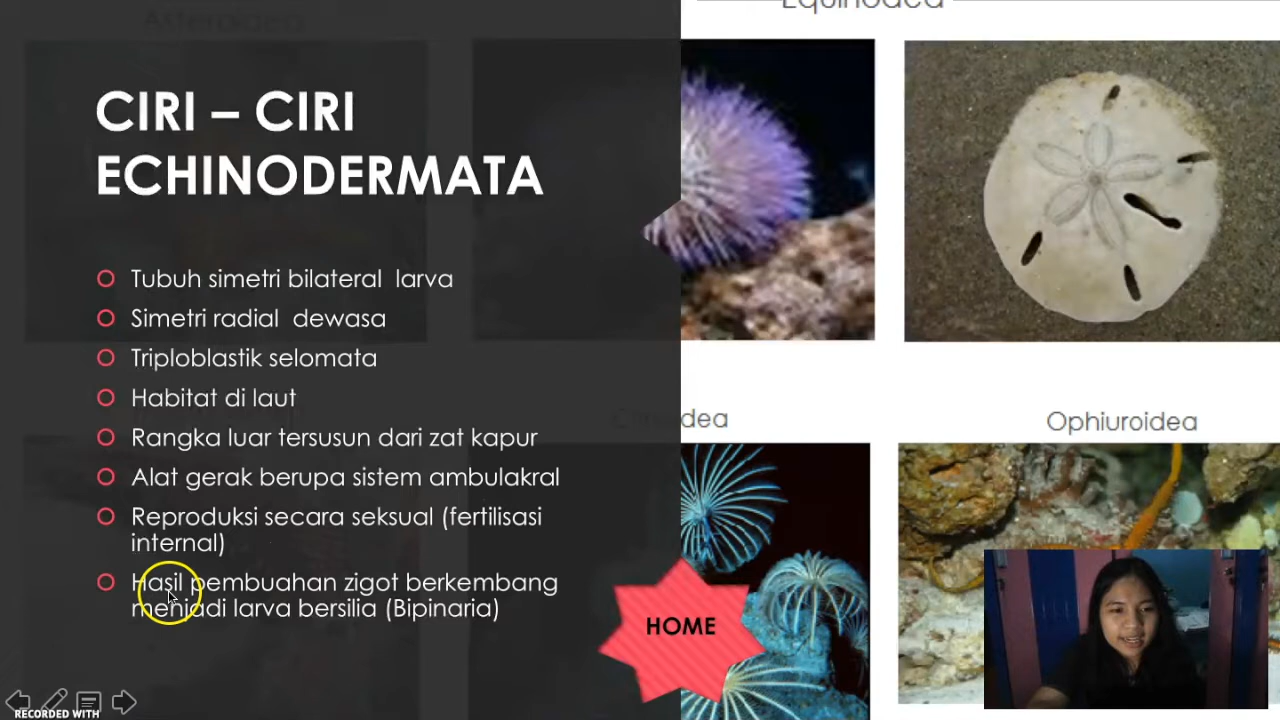 Asteroidea
Equinodea
CIRI – CIRI
ECHINODERMATA
Tubuh simetri bilateral larva
Simetri radial dewasa
Triploblastik selomata
Habitat di laut
Rangka luar tersusun dari zat kapur
Alat gerak berupa sistem ambulakral
Reproduksi secara seksual (fertilisasi
internal)
Hasil pembuahan zigot berkembang
menjadi larva bersilia (Bipinaria)
Ophiuroidea
HOME
RECORDED WITH